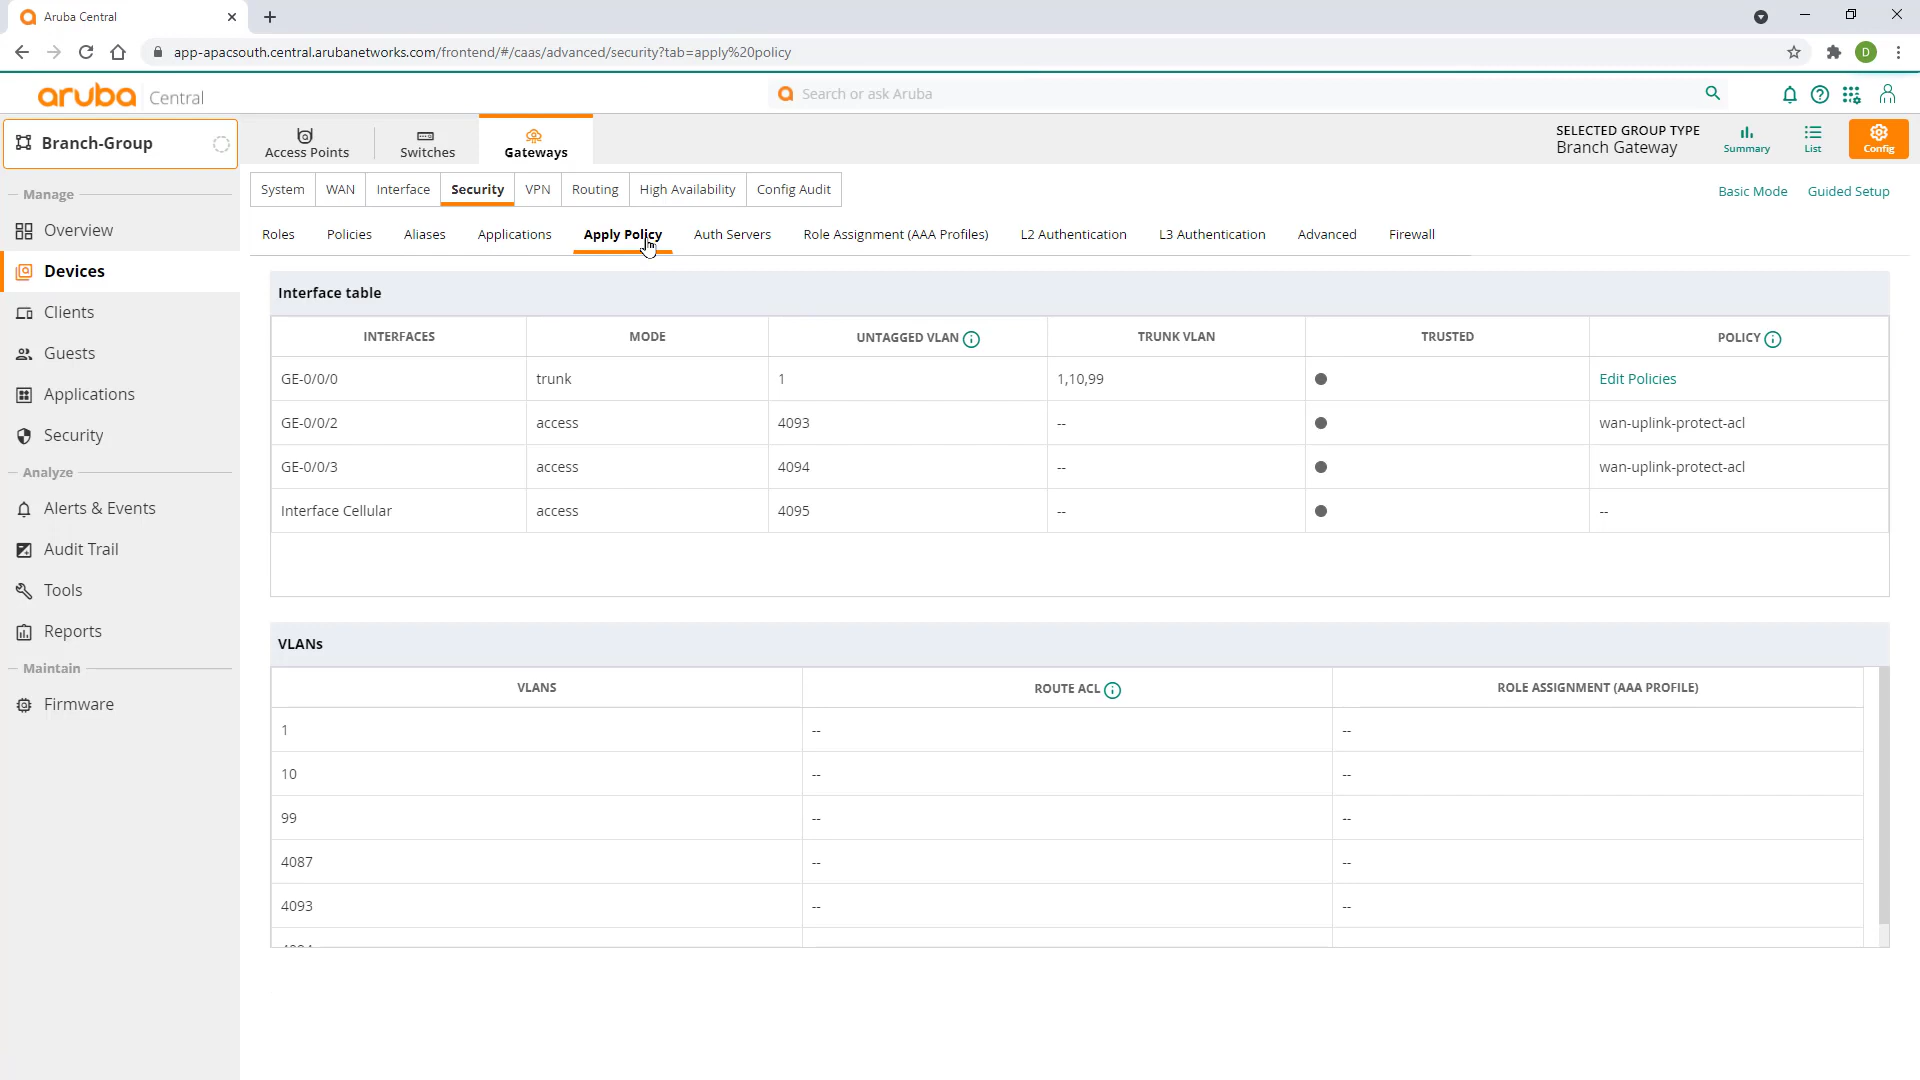 Aruba Central
app-apacsouth.central.arubanetworks.com/frontend/#/caas/advanced/security?tab=apply%20policy
D
aruba Central
Search or ask Aruba
Branch-Group
Access Points
Switches
Gateways
SELECTED GROUP TYPE
Branch Gateway
Summary
List
Config
Manage
Overview
Devices
Clients
Guests
Applications
Security
Analyze
Alerts & Events
Audit Trail
Tools
Reports
Maintain
Firmware
System WAN Interface Security VPN Routing High Availability Config Audit
Basic Mode Guided Setup
Roles Policies Aliases Applications Apply Policy Auth Servers Role Assignment (AAA Profiles) L2 Authentication L3 Authentication Advanced Firewall
Interface table
INTERFACES MODE UNTAGGED VLAN TRUNK VLAN TRUSTED POLICY
GE-0/0/0 trunk 1 1,10,99 Edit Policies
GE-0/0/2 access 4093 -- wan-uplink-protect-acl
GE-0/0/3 access 4094 -- wan-uplink-protect-acl
Interface Cellular access 4095 -- --
VLANs
VLANS ROUTE ACL ROLE ASSIGNMENT (AAA PROFILE)
1 -- --
10 -- --
99 -- --
4087 -- --
4093 -- --